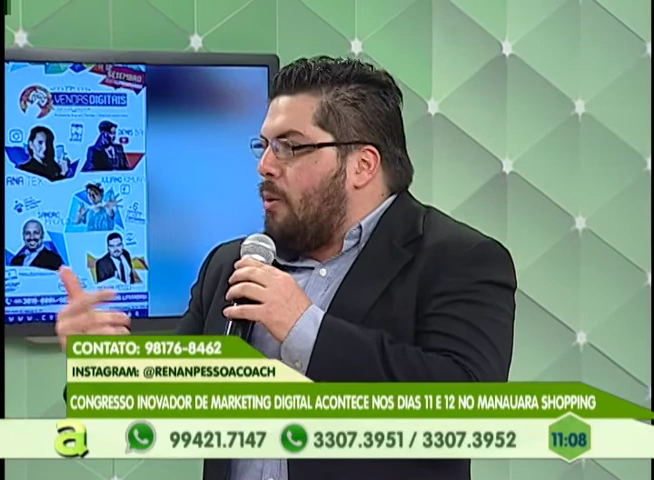 SETEMBRO
VENDAS DIGITAIS
CONTATO: 98176-8462
INSTAGRAM: @RENANPESSOACOACH
CONGRESSO INOVADOR DE MARKETING DIGITAL ACONTECE NOS DIAS 11 E 12 NO MANAUARA SHOPPING
a 99421.7147 3307.3951 / 3307.3952 11:08